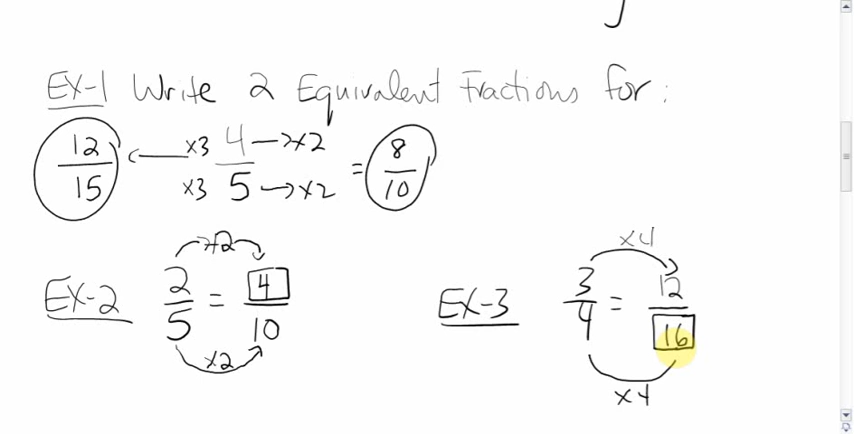 EX-1 Write 2 Equivalent Fractions for:
12/15 ← x3 4/5 x3 → x2 → x2 = 8/10
x2
EX-2 2/5 = 4/10
x2
x4
EX-3 3/4 = 12/16
x4